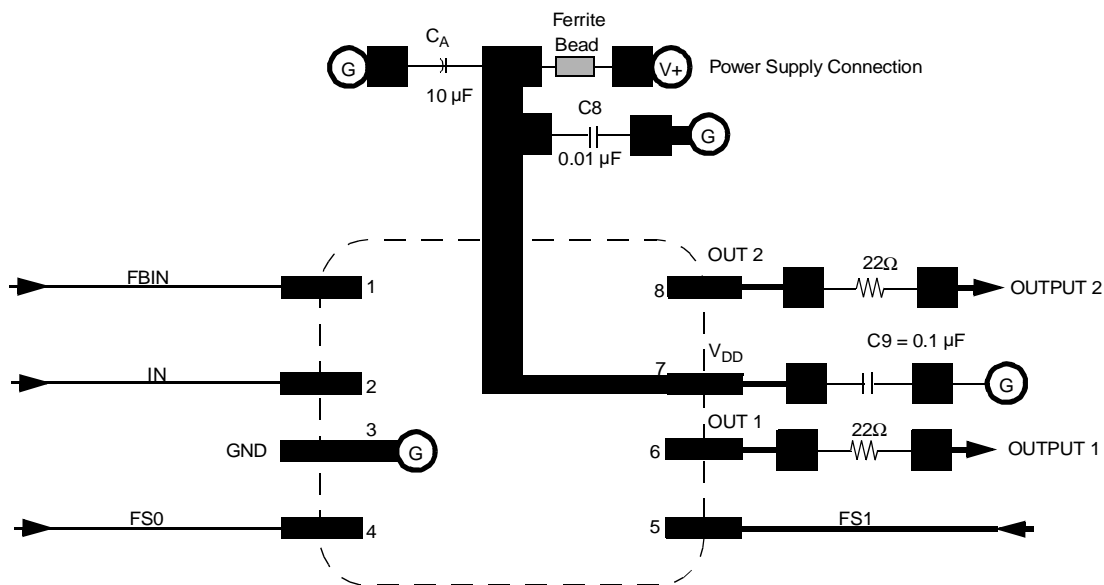 Ferrite
Bead
C_A
G
V+
Power Supply Connection
10 µF
C8
G
0.01 µF
OUT 2
22Ω
FBIN
1
8
OUTPUT 2
V_DD
C9 = 0.1 µF
IN
2
7
G
3
OUT 1
22Ω
GND
G
6
OUTPUT 1
FS0
4
5
FS1